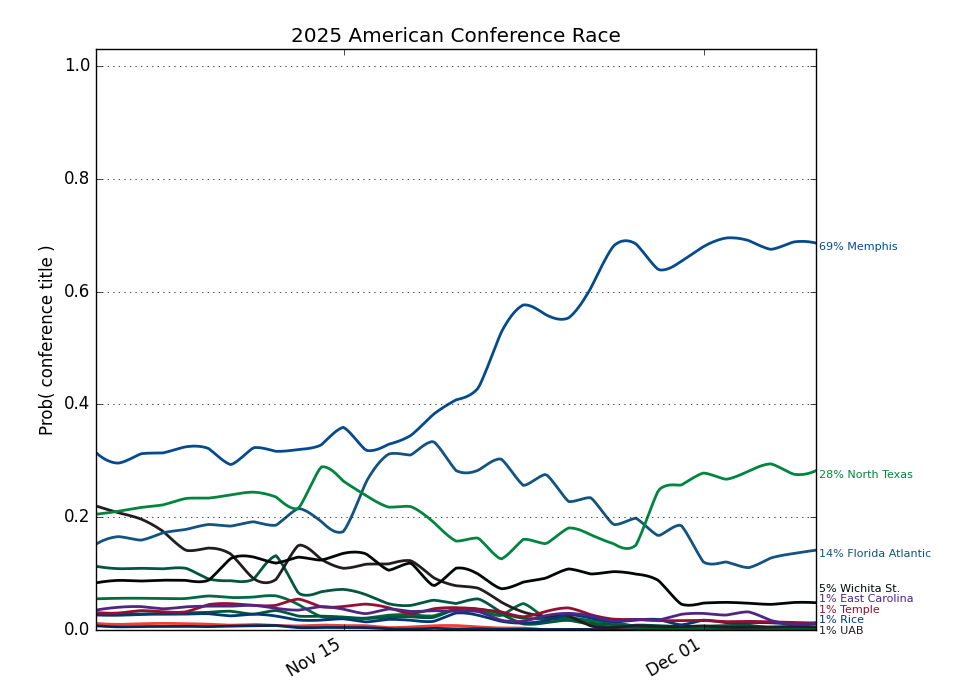 2025 American Conference Race
Prob( conference title )
1.0
0.8
0.6
0.4
0.2
0.0
Nov 15
Dec 01
69% Memphis
28% North Texas
14% Florida Atlantic
5% Wichita St.
1% East Carolina
1% Temple
1% Rice
1% UAB